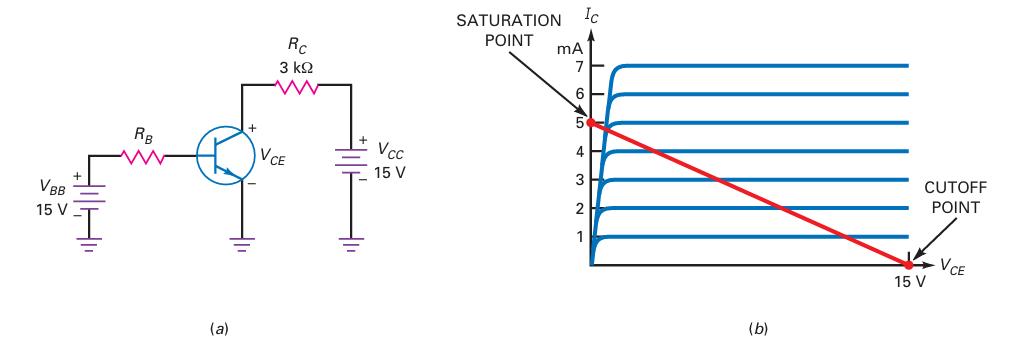 R_C
3 kΩ
R_B
+
V_CE
–
V_BB
15 V
+
–
+
V_CC
15 V
–
(a)
SATURATION
POINT
I_C
mA
7
6
5
4
3
2
1
CUTOFF
POINT
V_CE
15 V
(b)